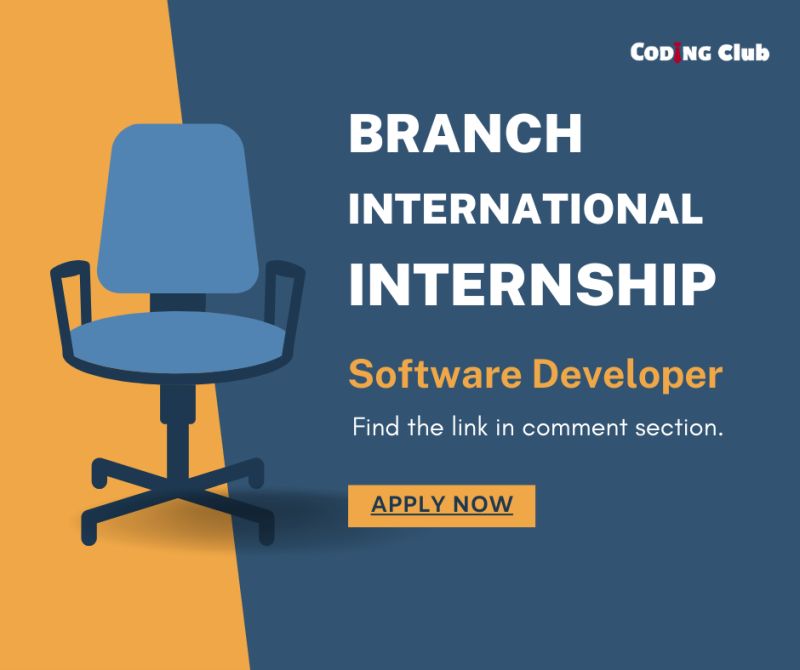 CODING Club
BRANCH
INTERNATIONAL
INTERNSHIP
Software Developer
Find the link in comment section.
APPLY NOW